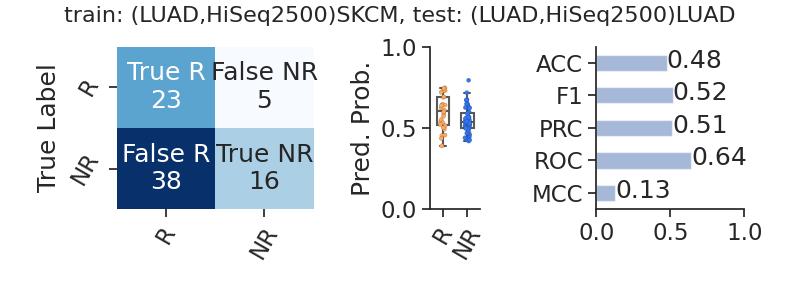 train: (LUAD,HiSeq2500)SKCM, test: (LUAD,HiSeq2500)LUAD
True Label
R
NR
True R
23
False NR
5
False R
38
True NR
16
R
NR
Pred. Prob.
1.0
0.5
0.0
R
NR
ACC
0.48
F1
0.52
PRC
0.51
ROC
0.64
MCC
0.13
0.0
0.5
1.0